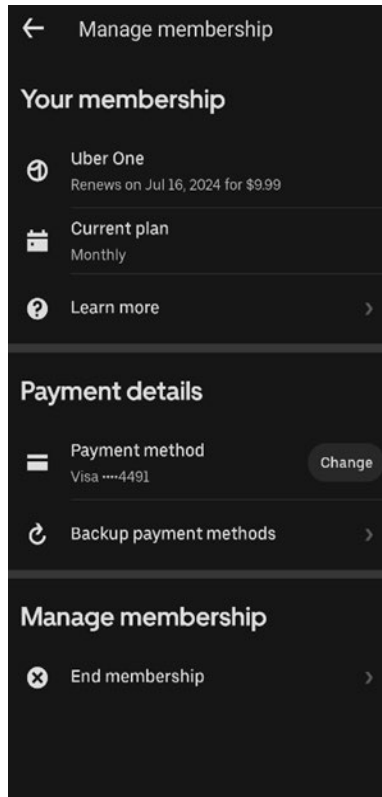 Manage membership
Your membership
Uber One
Renews on Jul 16, 2024 for $9.99
Current plan
Monthly
Learn more
Payment details
Payment method
Visa ••••4491
Change
Backup payment methods
Manage membership
End membership